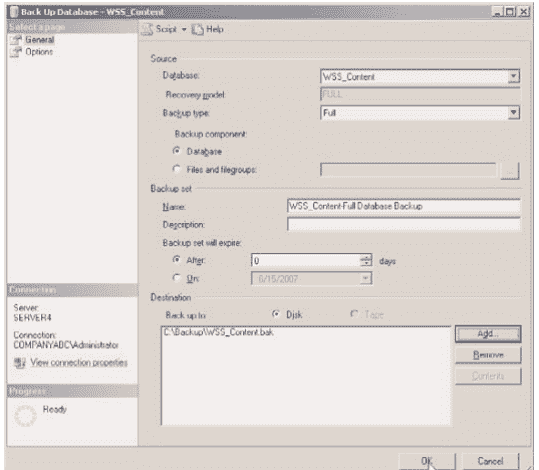 Back Up Database - WSS_Content
Select a page
General
Options
Script Help
Source
Database: WSS_Content
Recovery model: FULL
Backup type: Full
Backup component:
Database
Files and filegroups:
Backup set
Name: WSS_Content-Full Database Backup
Description:
Backup set will expire:
After: 0 days
On: 6/15/2007
Destination
Back up to: Disk Tape
C:\Backup\WSS_Content.bak
Add...
Remove
Contents
Connection
Server:
SERVER4
Connection:
COMPANYABC\Administrator
View connection properties
Progress
Ready
OK Cancel